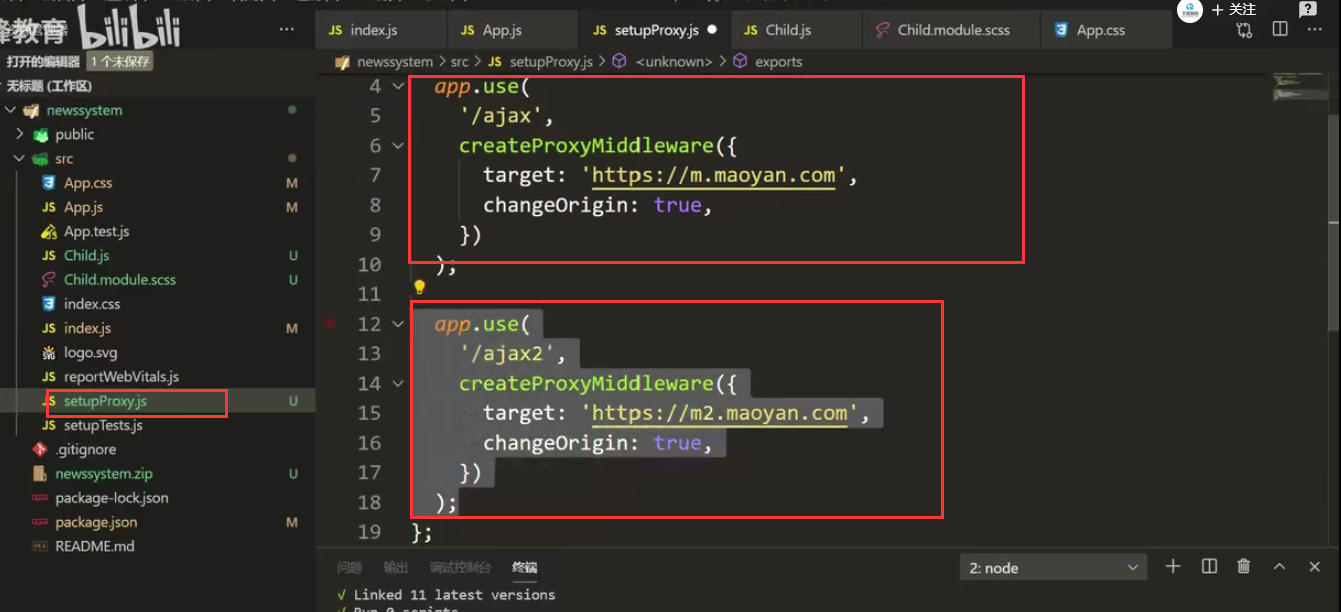 峰教育 bilibili
+ 关注
打开的编辑器 1 个未保存
无标题 (工作区)
newssystem
public
src
App.css M
App.js M
App.test.js
Child.js U
Child.module.scss U
index.css
index.js M
logo.svg
reportWebVitals.js
setupProxy.js U
setupTests.js
.gitignore
newssystem.zip U
package-lock.json
package.json M
README.md
JS index.js JS App.js JS setupProxy.js JS Child.js Child.module.scss App.css
newssystem > src > JS setupProxy.js > <unknown> > exports
4 app.use(
5 '/ajax',
6 createProxyMiddleware({
7 target: 'https://m.maoyan.com',
8 changeOrigin: true,
9 })
10 );
11
12 app.use(
13 '/ajax2',
14 createProxyMiddleware({
15 target: 'https://m2.maoyan.com',
16 changeOrigin: true,
17 })
18 );
19 };
问题 输出 调试控制台 终端 2: node
√ Linked 11 latest versions
√ Run 0 scripts